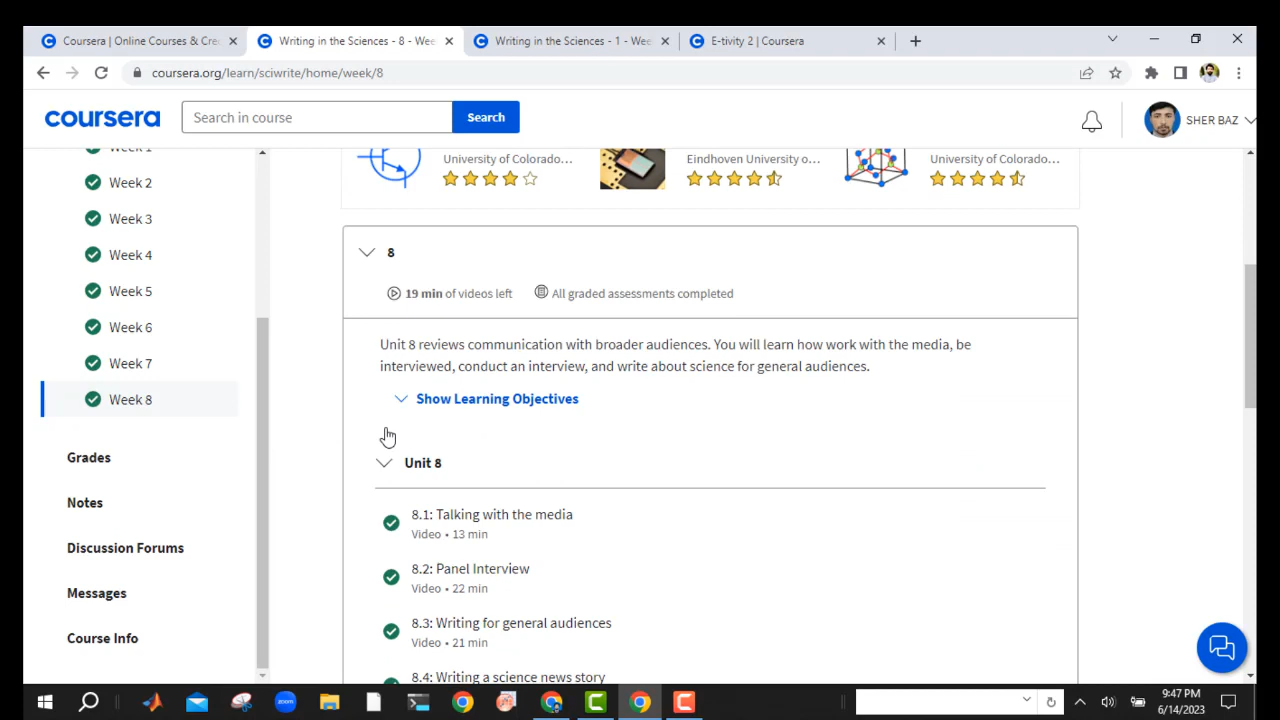 Coursera | Online Courses & Cre
Writing in the Sciences - 8 - Wee
Writing in the Sciences - 1 - Wee
E-tivity 2 | Coursera
coursera.org/learn/sciwrite/home/week/8
coursera
Search in course
Search
SHER BAZ
Week 1
Week 2
Week 3
Week 4
Week 5
Week 6
Week 7
Week 8
Grades
Notes
Discussion Forums
Messages
Course Info
University of Colorado...
Eindhoven University o...
University of Colorado...
8
19 min of videos left
All graded assessments completed
Unit 8 reviews communication with broader audiences. You will learn how work with the media, be
interviewed, conduct an interview, and write about science for general audiences.
Show Learning Objectives
Unit 8
8.1: Talking with the media
Video • 13 min
8.2: Panel Interview
Video • 22 min
8.3: Writing for general audiences
Video • 21 min
8.4: Writing a science news story
9:47 PM
6/14/2023